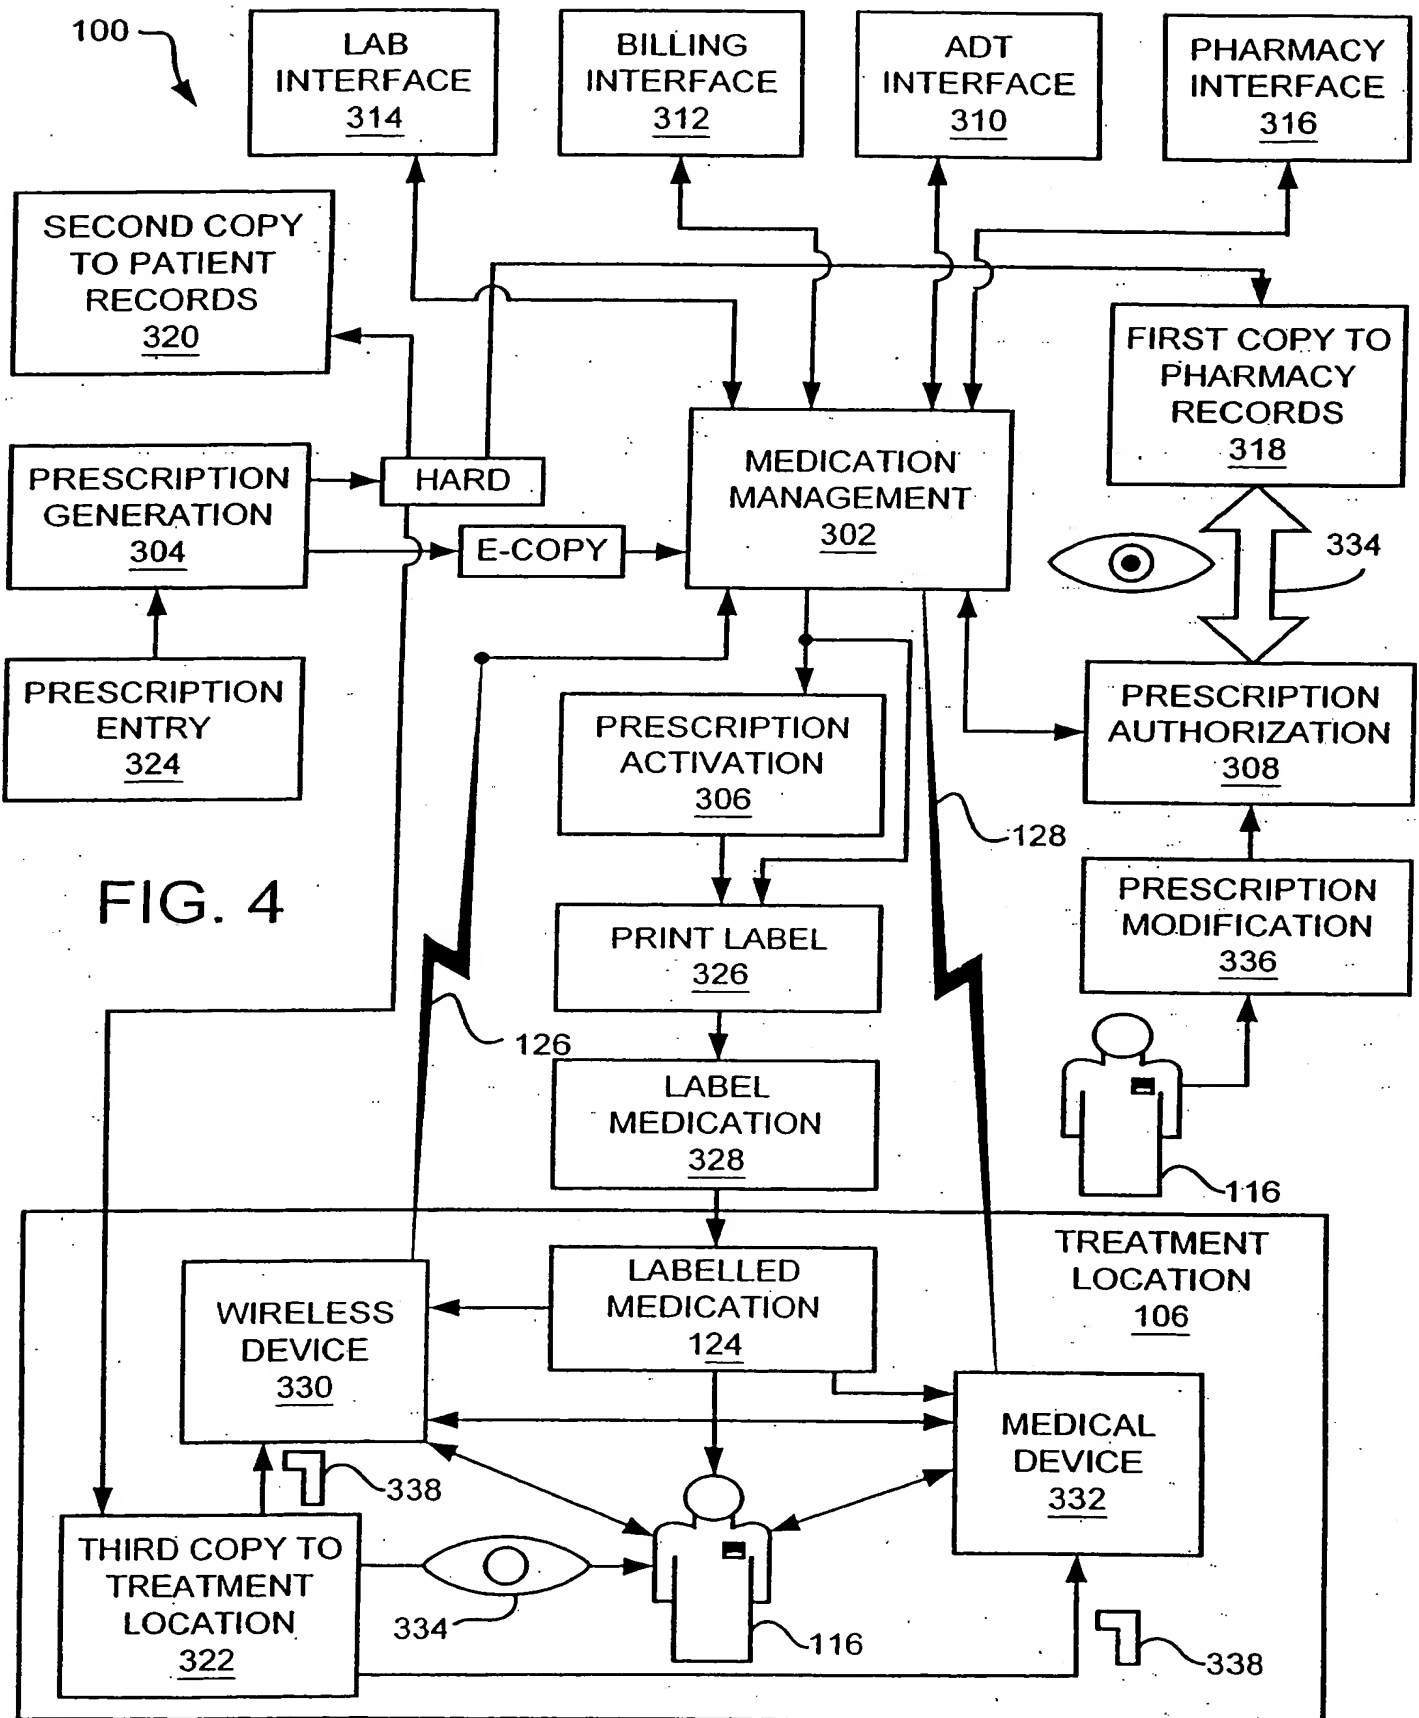 100
LAB
INTERFACE
314
BILLING
INTERFACE
312
ADT
INTERFACE
310
PHARMACY
INTERFACE
316
SECOND COPY
TO PATIENT
RECORDS
320
FIRST COPY TO
PHARMACY
RECORDS
318
PRESCRIPTION
GENERATION
304
HARD
E-COPY
MEDICATION
MANAGEMENT
302
334
PRESCRIPTION
ENTRY
324
PRESCRIPTION
ACTIVATION
306
PRESCRIPTION
AUTHORIZATION
308
128
FIG. 4
PRINT LABEL
326
PRESCRIPTION
MODIFICATION
336
126
LABEL
MEDICATION
328
116
TREATMENT
LOCATION
106
LABELLED
MEDICATION
124
WIRELESS
DEVICE
330
MEDICAL
DEVICE
332
338
THIRD COPY TO
TREATMENT
LOCATION
322
334
116
338